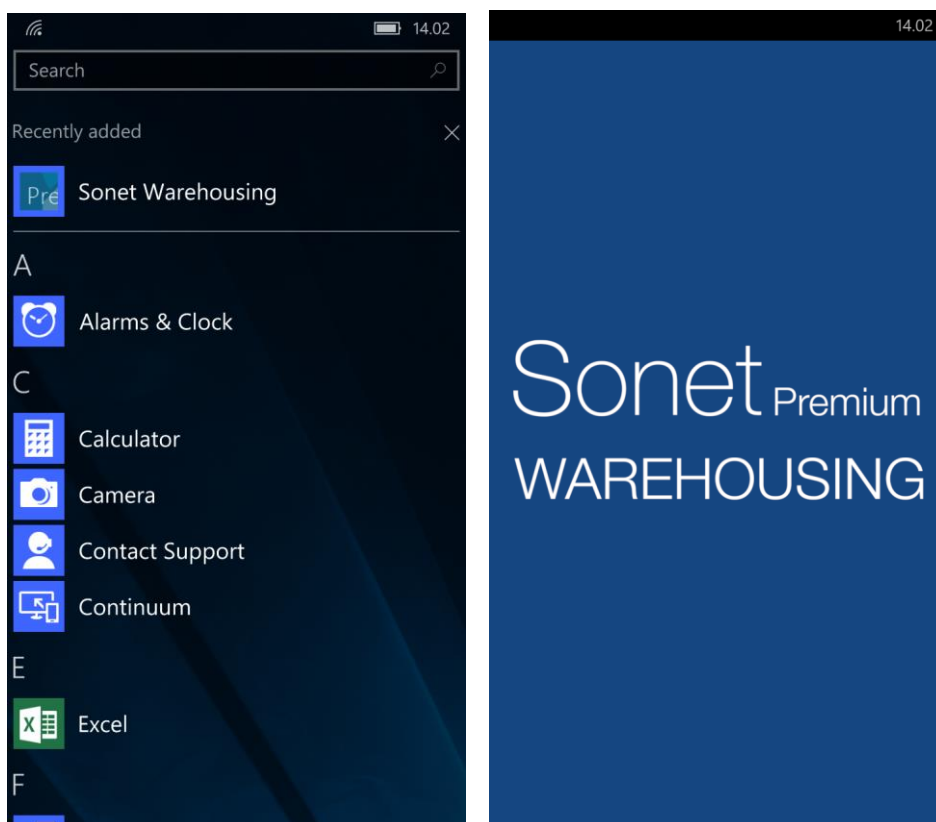 14.02
Search
Recently added
Pre
Sonet Warehousing
A
Alarms & Clock
C
Calculator
Camera
Contact Support
Continuum
E
X
Excel
F
14.02
Sonet Premium
WAREHOUSING